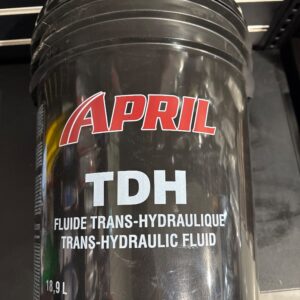 APRIL
TDH
FLUIDE TRANS-HYDRAULIQUE
TRANS-HYDRAULIC FLUID
18,9 L